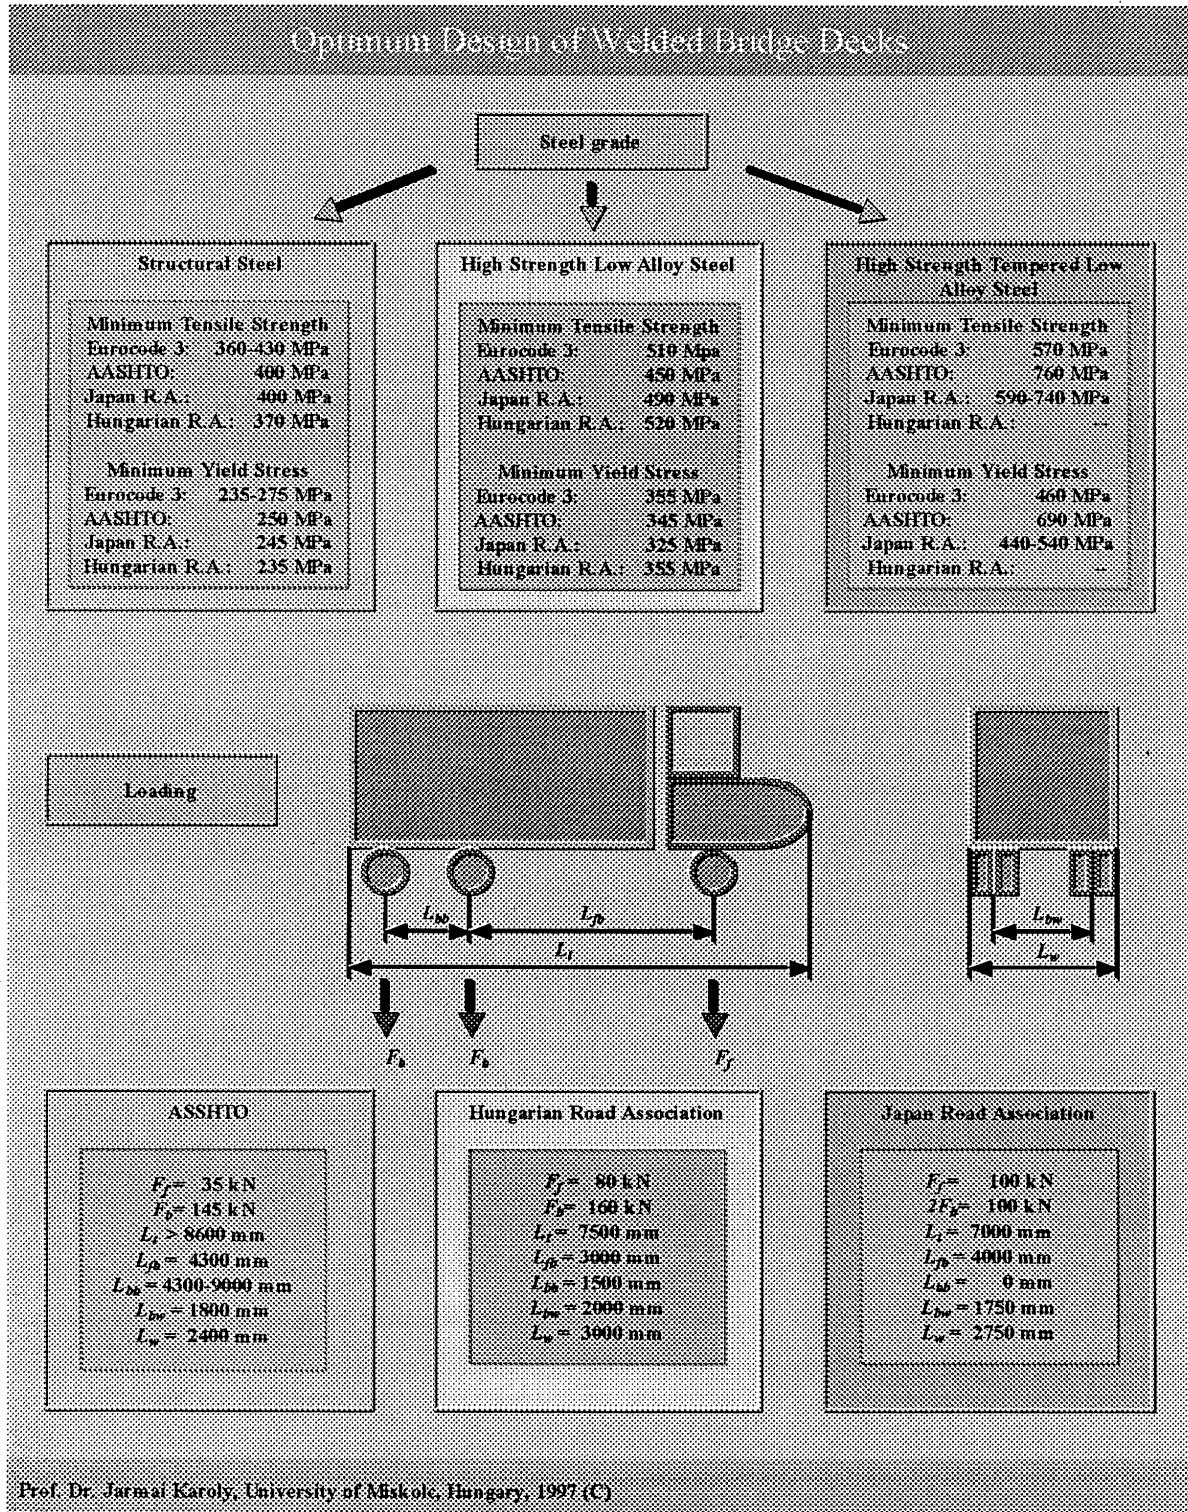 Optimum Design of Welded Bridge Decks
Steel grade
Structural Steel
Minimum Tensile Strength
Eurocode 3: 360-430 MPa
AASHTO: 400 MPa
Japan R.A.: 400 MPa
Hungarian R.A.: 370 MPa
Minimum Yield Stress
Eurocode 3: 235-275 MPa
AASHTO: 250 MPa
Japan R.A.: 245 MPa
Hungarian R.A.: 235 MPa
High Strength Low Alloy Steel
Minimum Tensile Strength
Eurocode 3: 510 Mpa
AASHTO: 450 MPa
Japan R.A.: 490 MPa
Hungarian R.A.: 520 MPa
Minimum Yield Stress
Eurocode 3: 355 MPa
AASHTO: 345 MPa
Japan R.A.: 325 MPa
Hungarian R.A.: 355 MPa
High Strength Tempered Low
Alloy Steel
Minimum Tensile Strength
Eurocode 3: 570 MPa
AASHTO: 760 MPa
Japan R.A.: 590-740 MPa
Hungarian R.A.: --
Minimum Yield Stress
Eurocode 3: 460 MPa
AASHTO: 690 MPa
Japan R.A.: 440-540 MPa
Hungarian R.A.: --
Loading
L_bb
L_fb
L_t
L_bw
L_w
F_b
F_b
F_f
ASSHTO
F_f = 35 kN
F_b = 145 kN
L_t > 8600 mm
L_fb = 4300 mm
L_bb = 4300-9000 mm
L_bw = 1800 mm
L_w = 2400 mm
Hungarian Road Association
F_f = 80 kN
F_b = 160 kN
L_t = 7500 mm
L_fb = 3000 mm
L_bb = 1500 mm
L_bw = 2000 mm
L_w = 3000 mm
Japan Road Association
F_f = 100 kN
2F_b = 100 kN
L_t = 7000 mm
L_fb = 4000 mm
L_bb = 0 mm
L_bw = 1750 mm
L_w = 2750 mm
Prof. Dr. Jarmai Karoly, University of Miskolc, Hungary, 1997 (C)